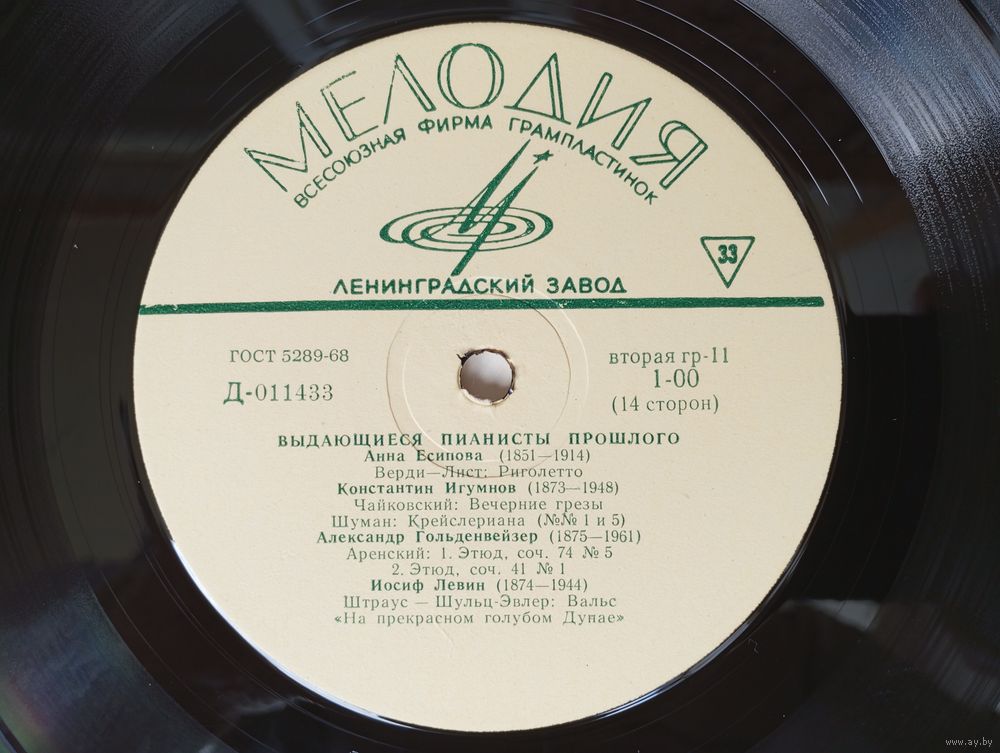 МЕЛОДИЯ
ВСЕСОЮЗНАЯ ФИРМА ГРАМПЛАСТИНОК
33
ЛЕНИНГРАДСКИЙ ЗАВОД
ГОСТ 5289-68
Д-011433
вторая гр-11
1-00
(14 сторон)
ВЫДАЮЩИЕСЯ ПИАНИСТЫ ПРОШЛОГО
Анна Есипова (1851—1914)
Верди—Лист: Риголетто
Константин Игумнов (1873—1948)
Чайковский: Вечерние грезы
Шуман: Крейслериана (№№ 1 и 5)
Александр Гольденвейзер (1875—1961)
Аренский: 1. Этюд, соч. 74 № 5
2. Этюд, соч. 41 № 1
Иосиф Левин (1874—1944)
Штраус — Шульц-Эвлер: Вальс
«На прекрасном голубом Дунае»
www.ay.by